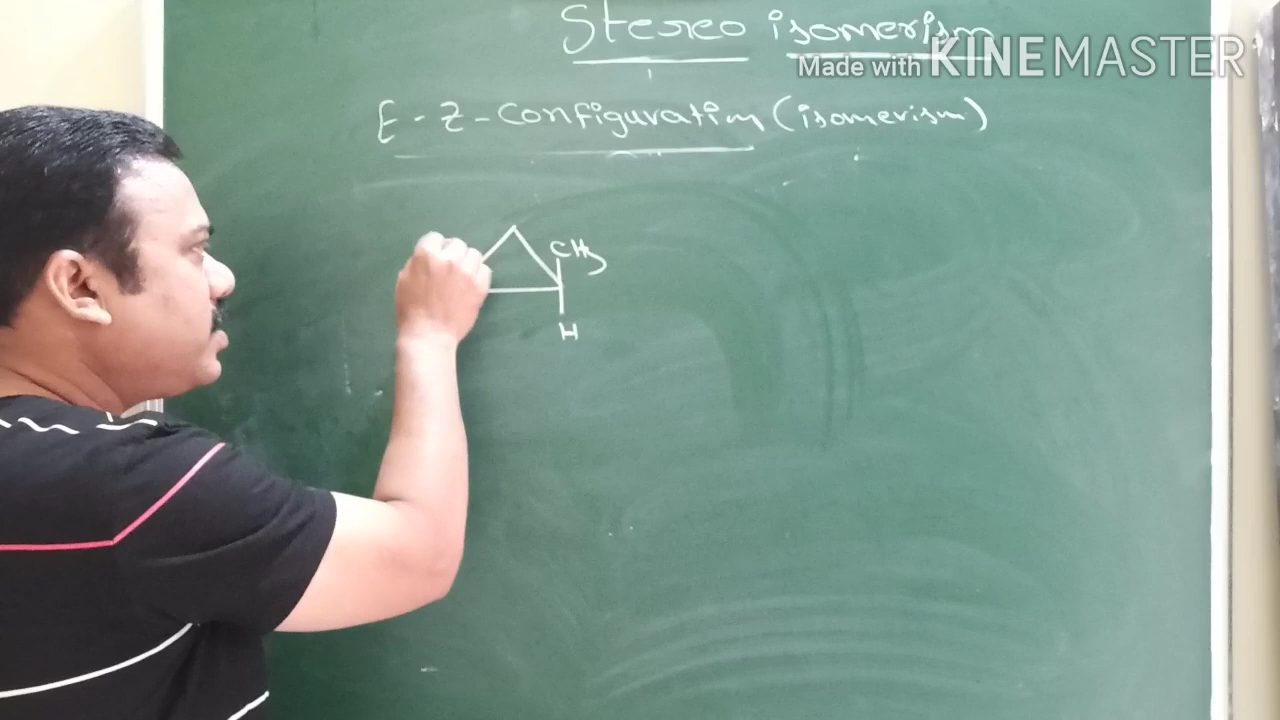 Stereo isomerism
Made with KINEMASTER
E-Z-Configuration (isomerism)
CH3
H